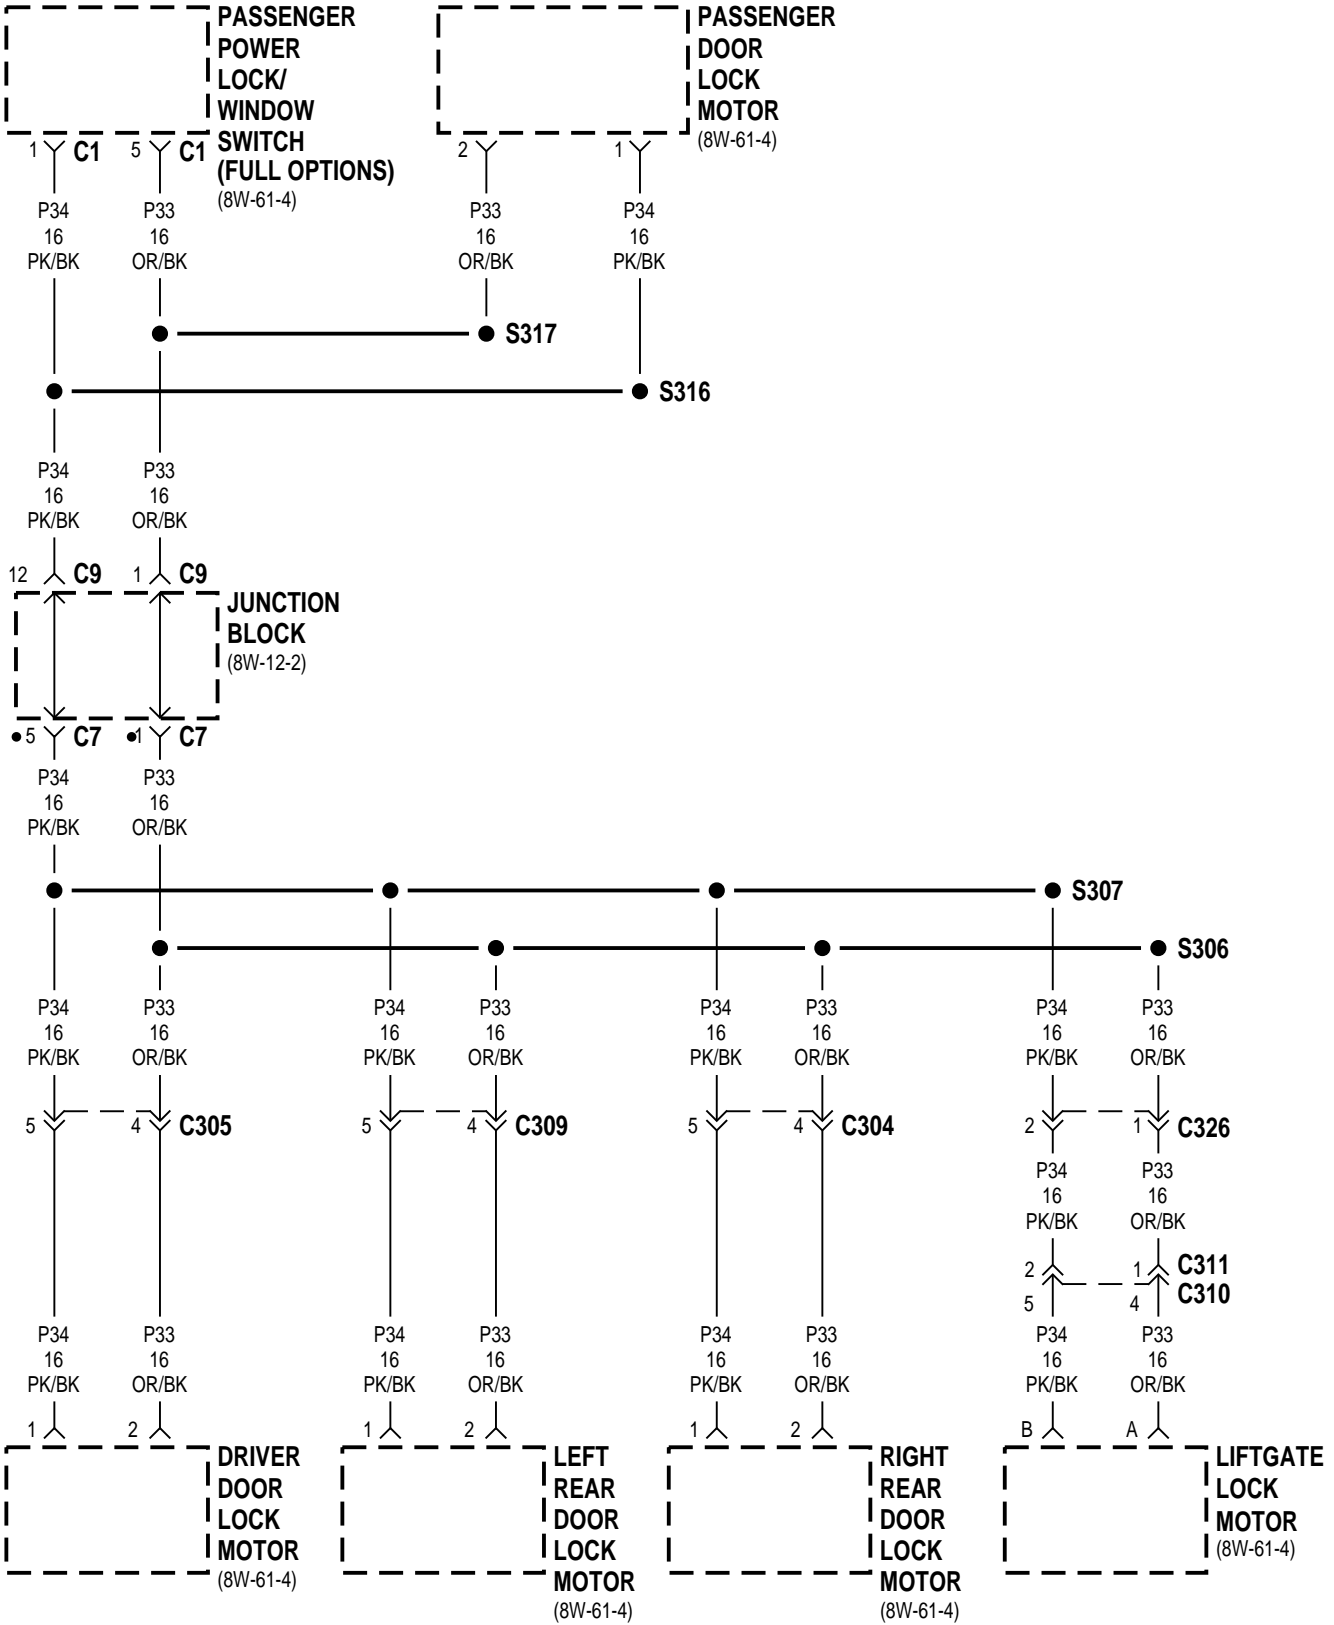 PASSENGER
POWER
LOCK/
WINDOW
SWITCH
(FULL OPTIONS)
(8W-61-4)
PASSENGER
DOOR
LOCK
MOTOR
(8W-61-4)
1 C1 5 C1 2 1
P34 P33 P33 P34
16 16 16 16
PK/BK OR/BK OR/BK PK/BK
S317
S316
P34 P33
16 16
PK/BK OR/BK
12 C9 1 C9
JUNCTION
BLOCK
(8W-12-2)
•5 C7 •1 C7
P34 P33
16 16
PK/BK OR/BK
S307
S306
P34 P33 P34 P33 P34 P33 P34 P33
16 16 16 16 16 16 16 16
PK/BK OR/BK PK/BK OR/BK PK/BK OR/BK PK/BK OR/BK
5 4 C305 5 4 C309 5 4 C304 2 1 C326
P34 P33
16 16
PK/BK OR/BK
2 1 C311
5 4 C310
P34 P33 P34 P33 P34 P33 P34 P33
16 16 16 16 16 16 16 16
PK/BK OR/BK PK/BK OR/BK PK/BK OR/BK PK/BK OR/BK
1 2 1 2 1 2 B A
DRIVER
DOOR
LOCK
MOTOR
(8W-61-4)
LEFT
REAR
DOOR
LOCK
MOTOR
(8W-61-4)
RIGHT
REAR
DOOR
LOCK
MOTOR
(8W-61-4)
LIFTGATE
LOCK
MOTOR
(8W-61-4)